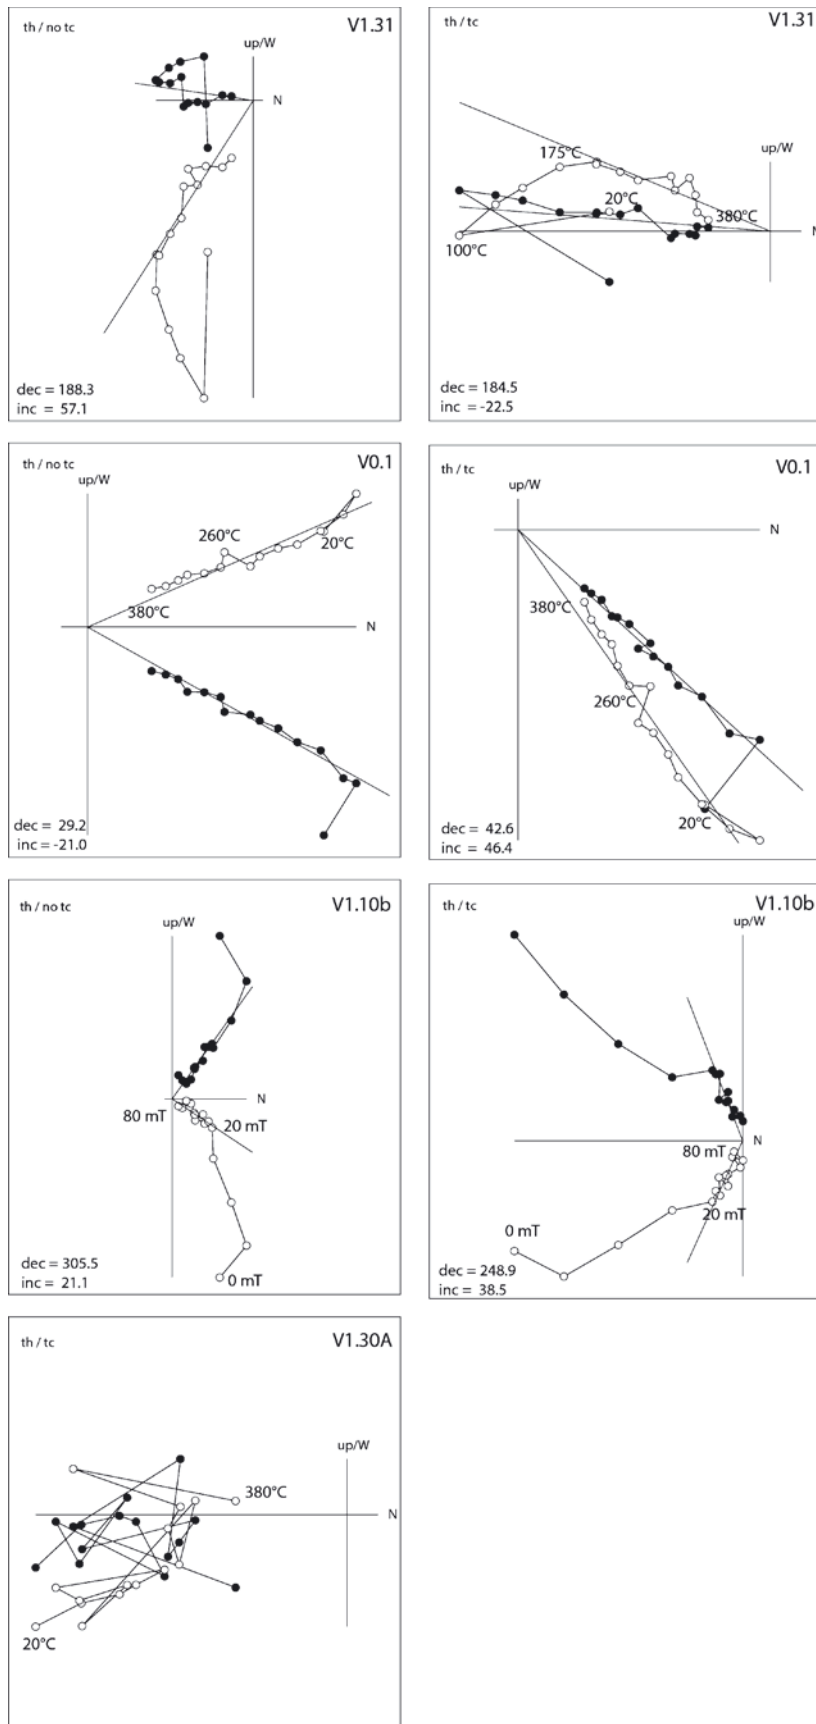 th / no tc
V1.31
up/W
N
dec = 188.3
inc = 57.1
th / tc
V1.31
up/W
175°C
20°C
380°C
N
100°C
dec = 184.5
inc = -22.5
th / no tc
V0.1
up/W
260°C
20°C
380°C
N
dec = 29.2
inc = -21.0
th / tc
V0.1
up/W
N
380°C
260°C
20°C
dec = 42.6
inc = 46.4
th / no tc
V1.10b
up/W
N
80 mT
20 mT
0 mT
dec = 305.5
inc = 21.1
th / tc
V1.10b
up/W
N
80 mT
20 mT
0 mT
dec = 248.9
inc = 38.5
th / tc
V1.30A
up/W
380°C
N
20°C